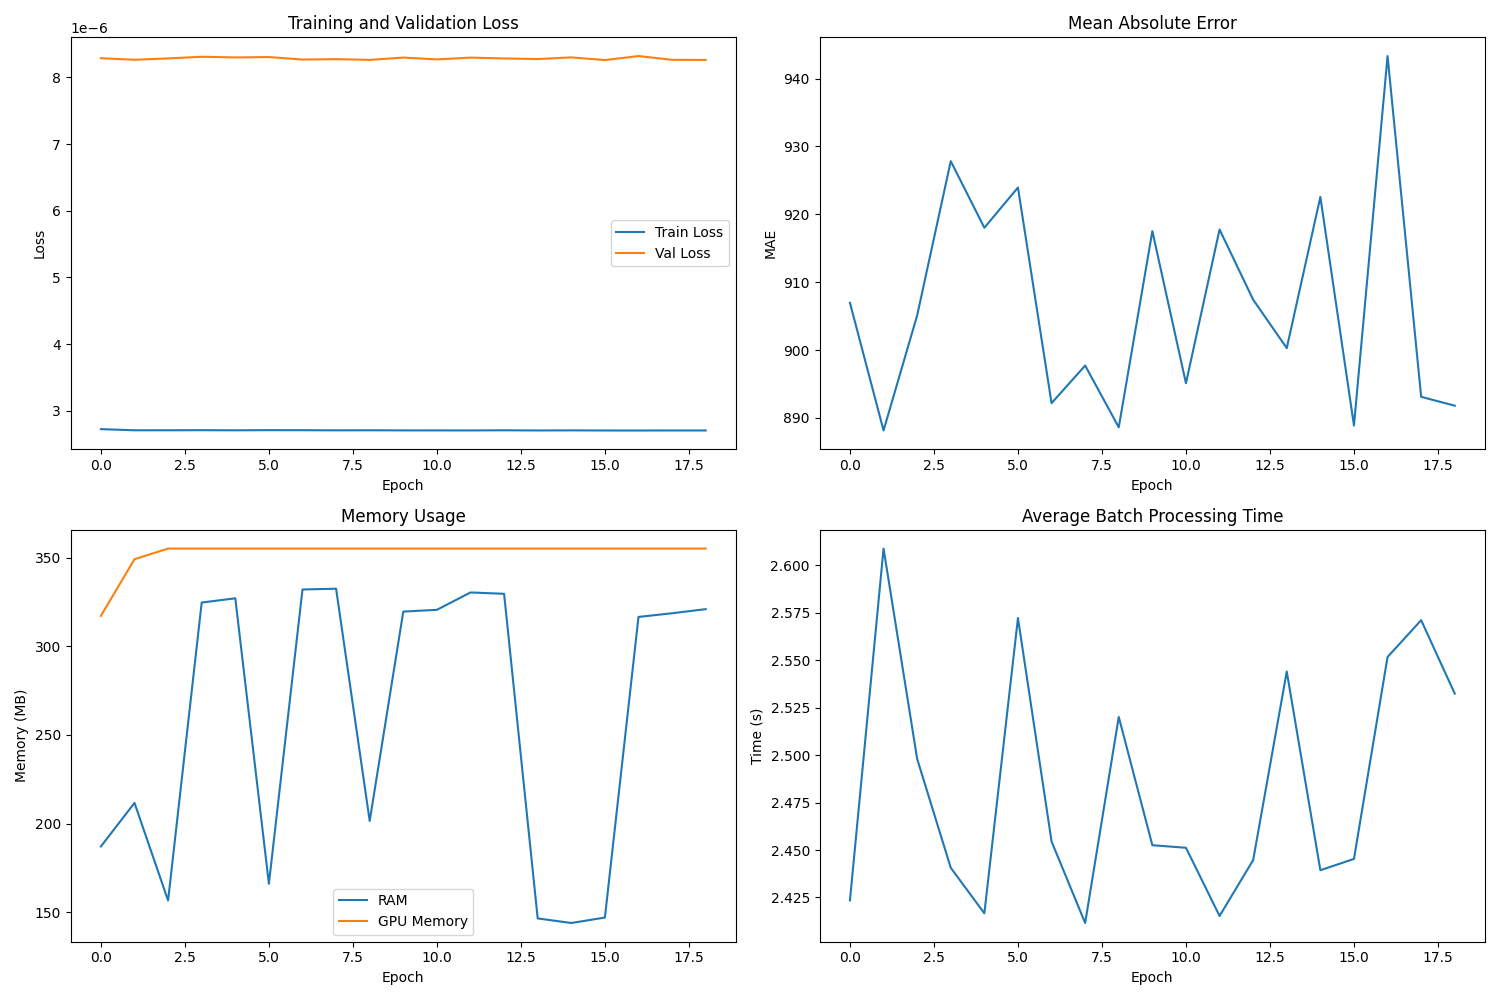 Training and Validation Loss
1e−6
8
7
6
5
4
3
Loss
Train Loss
Val Loss
0.0 2.5 5.0 7.5 10.0 12.5 15.0 17.5
Epoch
Mean Absolute Error
940
930
920
910
900
890
MAE
0.0 2.5 5.0 7.5 10.0 12.5 15.0 17.5
Epoch
Memory Usage
350
300
250
200
150
Memory (MB)
RAM
GPU Memory
0.0 2.5 5.0 7.5 10.0 12.5 15.0 17.5
Epoch
Average Batch Processing Time
2.600
2.575
2.550
2.525
2.500
2.475
2.450
2.425
Time (s)
0.0 2.5 5.0 7.5 10.0 12.5 15.0 17.5
Epoch